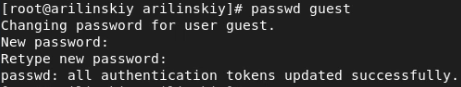 [root@arilinskiy arilinskiy]# passwd guest
Changing password for user guest.
New password:
Retype new password:
passwd: all authentication tokens updated successfully.